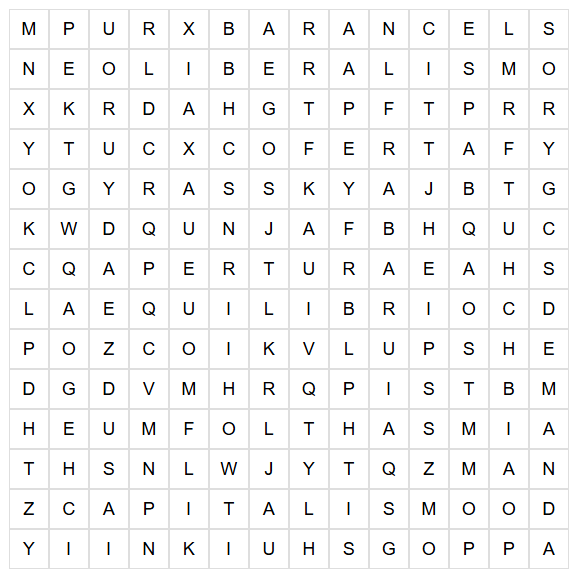 M P U R X B A R A N C E L S
N E O L I B E R A L I S M O
X K R D A H G T P F T P R R
Y T U C X C O F E R T A F Y
O G Y R A S S K Y A J B T G
K W D Q U N J A F B H Q U C
C Q A P E R T U R A E A H S
L A E Q U I L I B R I O C D
P O Z C O I K V L U P S H E
D G D V M H R Q P I S T B M
H E U M F O L T H A S M I A
T H S N L W J Y T Q Z M A N
Z C A P I T A L I S M O O D
Y I I N K I U H S G O P P A